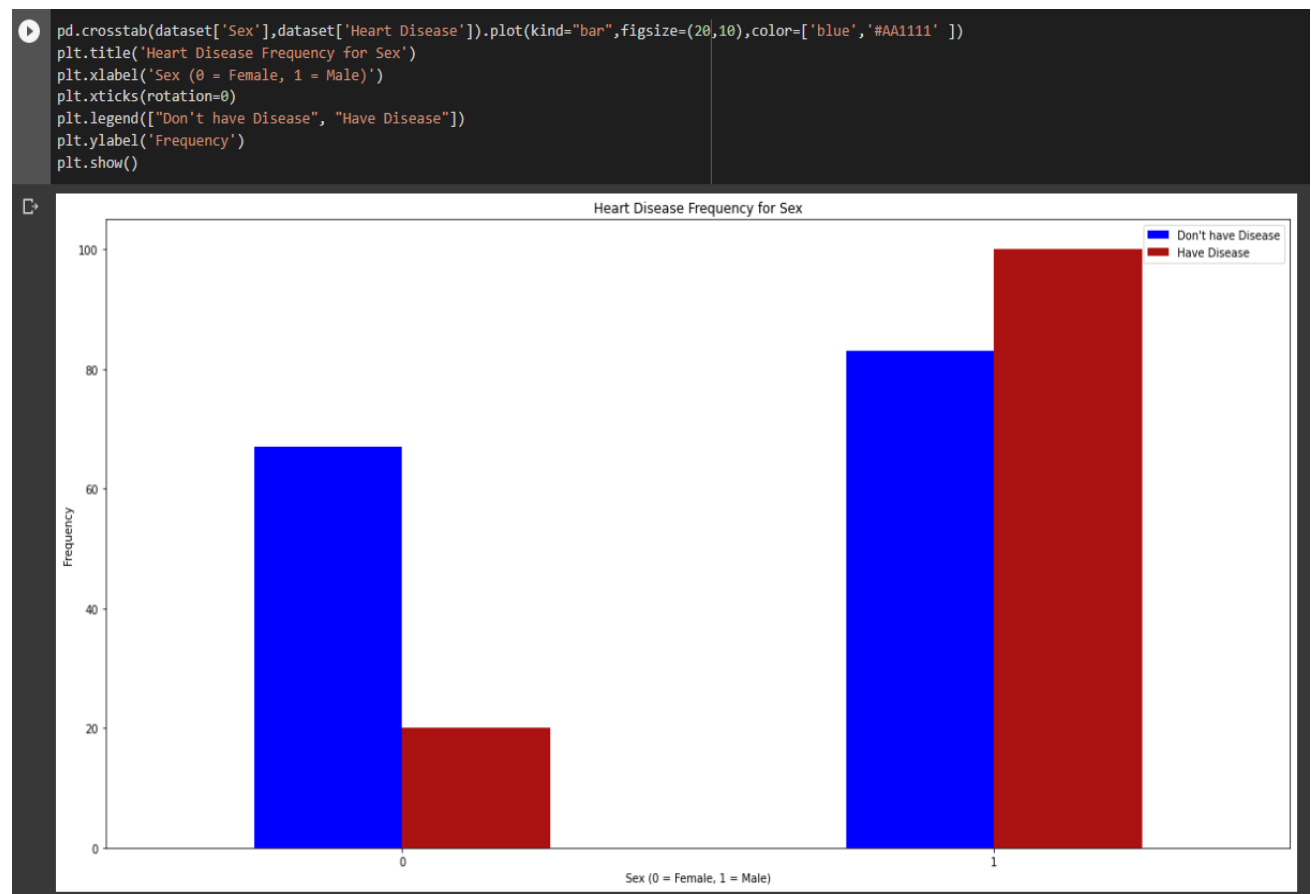 pd.crosstab(dataset['Sex'],dataset['Heart Disease']).plot(kind="bar",figsize=(20,10),color=['blue','#AA1111' ])
plt.title('Heart Disease Frequency for Sex')
plt.xlabel('Sex (0 = Female, 1 = Male)')
plt.xticks(rotation=0)
plt.legend(["Don't have Disease", "Have Disease"])
plt.ylabel('Frequency')
plt.show()
Heart Disease Frequency for Sex
Don't have Disease
Have Disease
100
80
60
40
20
0
Frequency
0
1
Sex (0 = Female, 1 = Male)